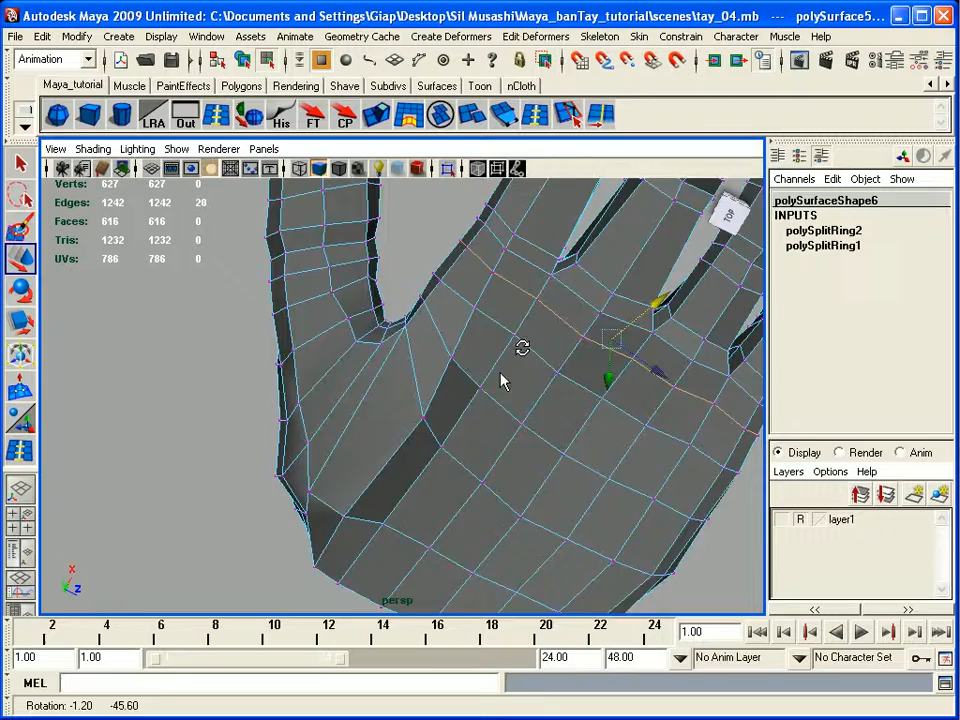 Autodesk Maya 2009 Unlimited: C:\Documents and Settings\Giap\Desktop\Sil Musashi\Maya_banTay_tutorial\scenes\tay_04.mb --- polySurface5...
File Edit Modify Create Display Window Assets Animate Geometry Cache Create Deformers Edit Deformers Skeleton Skin Constrain Character Muscle Help
Animation
Maya_tutorial Muscle PaintEffects Polygons Rendering Shave Subdivs Surfaces Toon nCloth
LRA Out His FT CP
View Shading Lighting Show Renderer Panels
Channels Edit Object Show
Verts: 627 627 0
Edges: 1242 1242 20
Faces: 616 616 0
Tris: 1232 1232 0
UVs: 786 786 0
TOP
polySurfaceShape6
INPUTS
polySplitRing2
polySplitRing1
Display Render Anim
Layers Options Help
R layer1
x
z
persp
<< >>
2 4 6 8 10 12 14 16 18 20 22 24
1.00
1.00 1.00 24.00 48.00 No Anim Layer No Character Set
MEL
Rotation: -1.20 -45.60